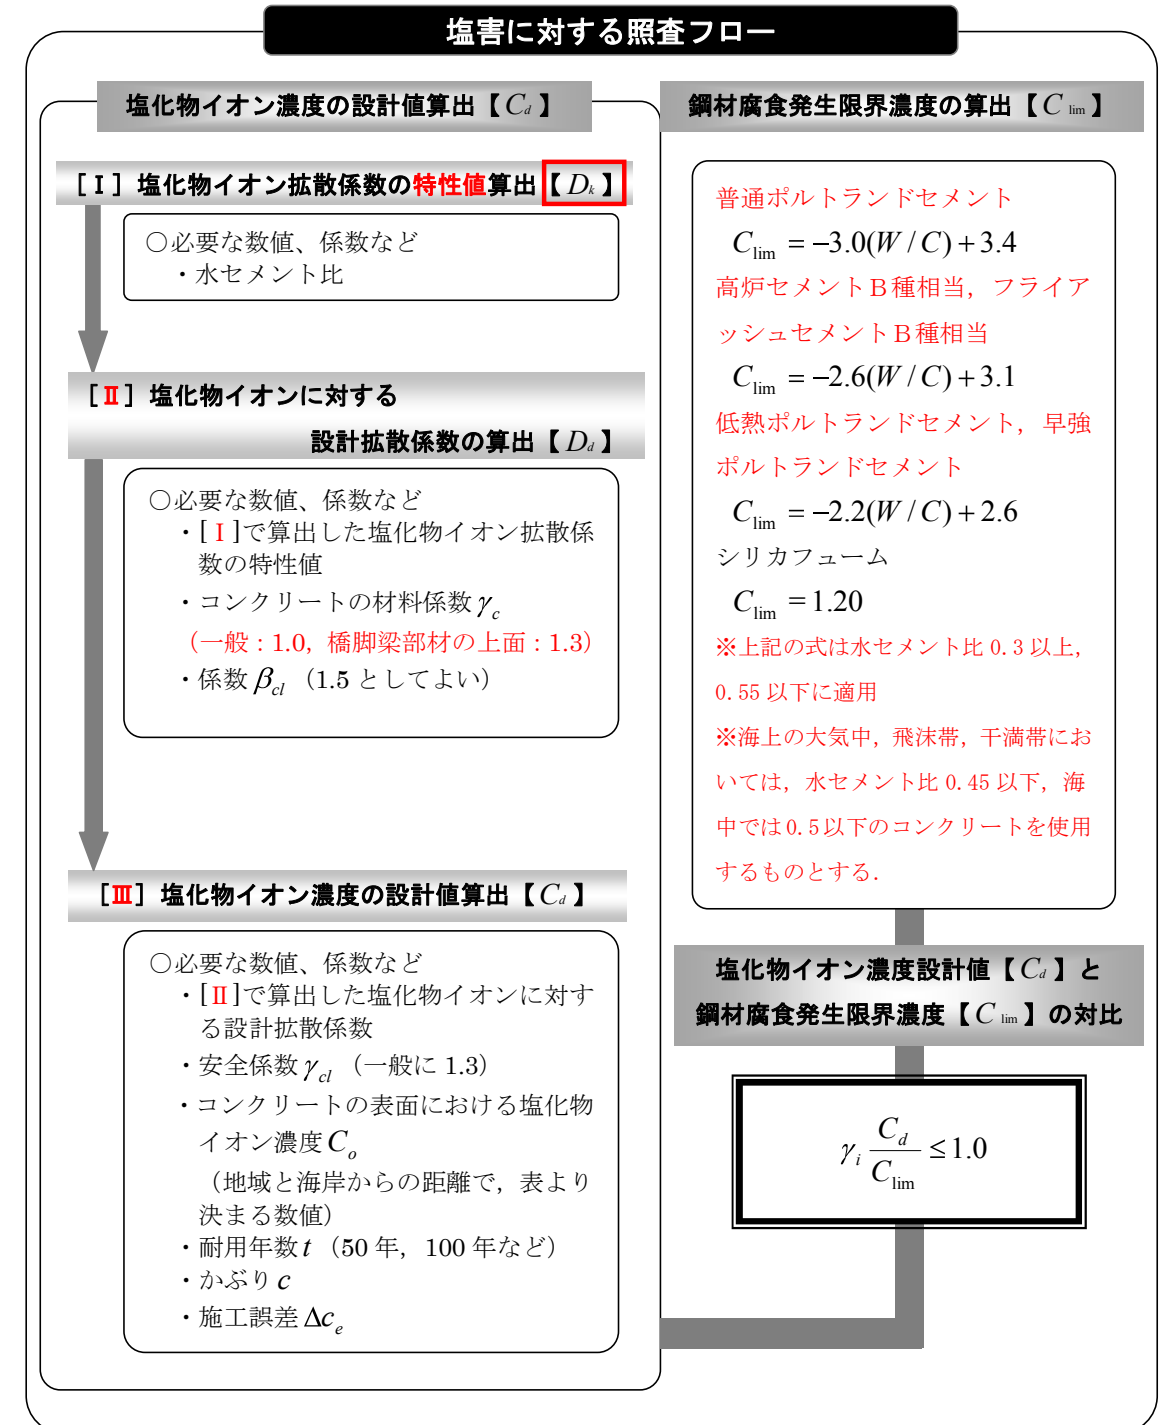 塩害に対する照査フロー
塩化物イオン濃度の設計値算出【C_d】
[Ⅰ] 塩化物イオン拡散係数の特性値算出【D_k】
○必要な数値、係数など
・水セメント比
[Ⅱ] 塩化物イオンに対する
設計拡散係数の算出【D_d】
○必要な数値、係数など
・[Ⅰ]で算出した塩化物イオン拡散係
数の特性値
・コンクリートの材料係数γ_c
（一般：1.0，橋脚梁部材の上面：1.3）
・係数β_cl（1.5としてよい）
[Ⅲ] 塩化物イオン濃度の設計値算出【C_d】
○必要な数値、係数など
・[Ⅱ]で算出した塩化物イオンに対す
る設計拡散係数
・安全係数γ_cl（一般に1.3）
・コンクリートの表面における塩化物
イオン濃度C_o
（地域と海岸からの距離で，表より
決まる数値）
・耐用年数t（50年，100年など）
・かぶりc
・施工誤差Δc_e
鋼材腐食発生限界濃度の算出【C_lim】
普通ポルトランドセメント
C_lim = −3.0(W/C)+3.4
高炉セメントＢ種相当，フライア
ッシュセメントＢ種相当
C_lim = −2.6(W/C)+3.1
低熱ポルトランドセメント，早強
ポルトランドセメント
C_lim = −2.2(W/C)+2.6
シリカフューム
C_lim = 1.20
※上記の式は水セメント比0.3以上，
0.55以下に適用
※海上の大気中，飛沫帯，干満帯にお
いては，水セメント比0.45以下，海
中では0.5以下のコンクリートを使用
するものとする．
塩化物イオン濃度設計値【C_d】と
鋼材腐食発生限界濃度【C_lim】の対比
γ_i C_d/C_lim ≤ 1.0